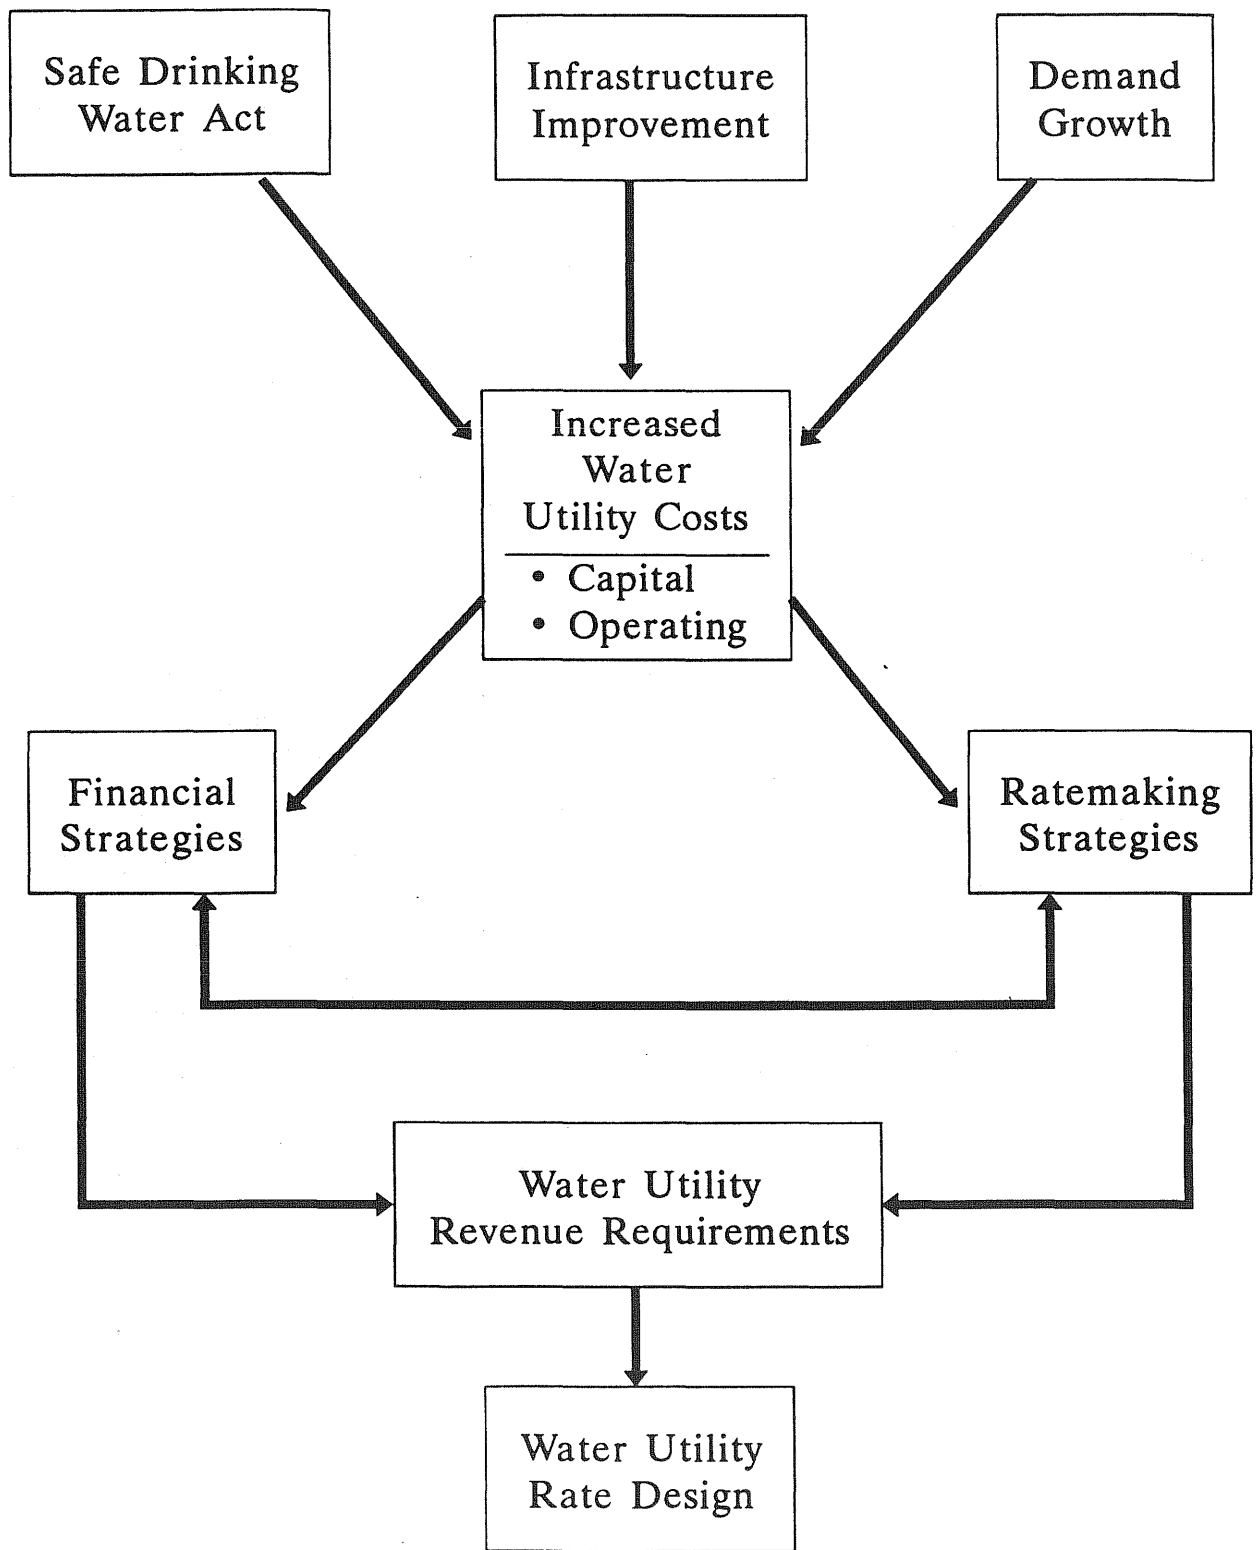 Safe Drinking
Water Act
Infrastructure
Improvement
Demand
Growth
Increased
Water
Utility Costs
• Capital
• Operating
Financial
Strategies
Ratemaking
Strategies
Water Utility
Revenue Requirements
Water Utility
Rate Design